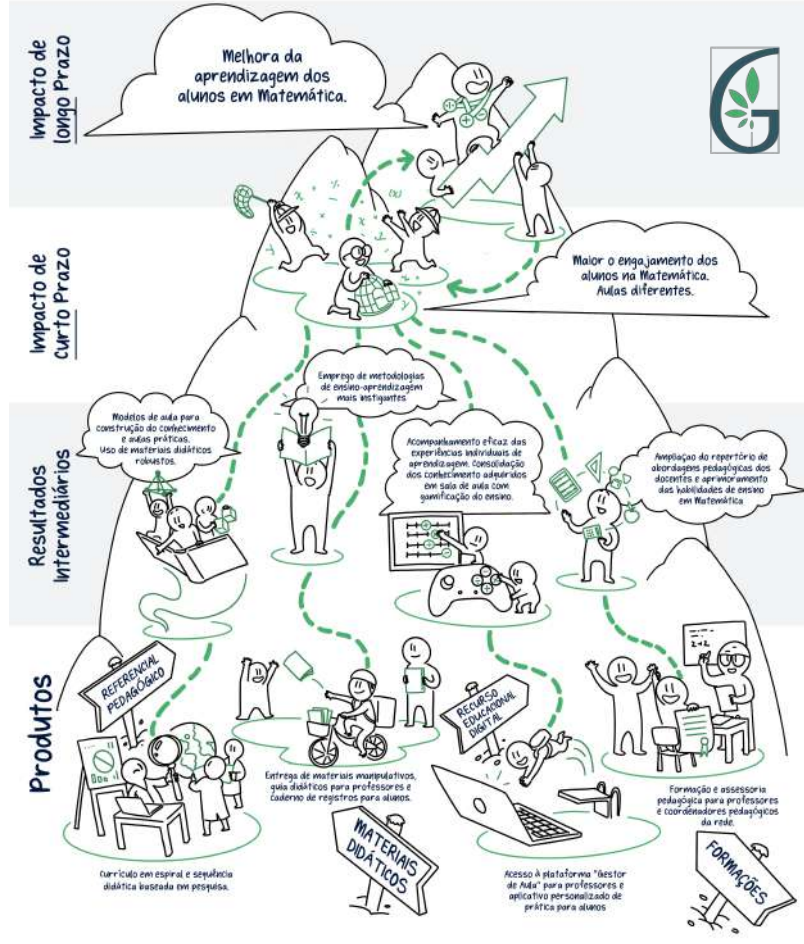 Impacto de
longo Prazo
Melhora da
aprendizagem dos
alunos em Matemática.
G
Impacto de
Curto Prazo
Maior o engajamento dos
alunos na Matemática.
Aulas diferentes.
Resultados
Intermediários
Modelos de aula para
construção do conhecimento
e aulas práticas.
Uso de materiais didáticos
robustos.
Emprego de metodologias
de ensino-aprendizagem
mais instigantes
Acompanhamento eficaz das
experiências individuais de
aprendizagem. Consolidação
dos conhecimento adquiridos
em sala de aula com
gamificação do ensino.
Ampliação do repertório de
abordagens pedagógicas dos
docentes e aprimoramento
das habilidades de ensino
em Matemática
Produtos
REFERENCIAL
PEDAGÓGICO
Currículo em espiral e sequência
didática baseada em pesquisa.
Entrega de materiais manipulativos,
guia didáticos para professores e
caderno de registros para alunos.
MATERIAIS
DIDÁTICOS
RECURSO
EDUCACIONAL
DIGITAL
Acesso à plataforma "Gestor
de Aula" para professores e
aplicativo personalizado de
prática para alunos
2+2
Formação e assessoria
pedagógica para professores
e coordenadores pedagógicos
da rede.
FORMAÇÕES